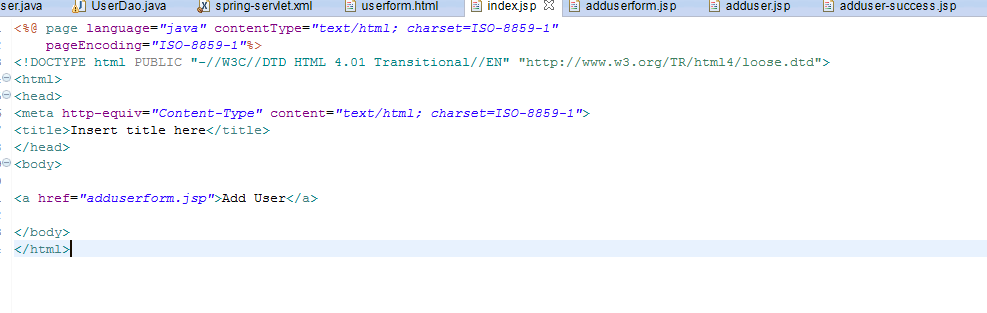 ser.java UserDao.java spring-servlet.xml userform.html index.jsp adduserform.jsp adduser.jsp adduser-success.jsp
<%@ page language="java" contentType="text/html; charset=ISO-8859-1"
    pageEncoding="ISO-8859-1"%>
<!DOCTYPE html PUBLIC "-//W3C//DTD HTML 4.01 Transitional//EN" "http://www.w3.org/TR/html4/loose.dtd">
<html>
<head>
<meta http-equiv="Content-Type" content="text/html; charset=ISO-8859-1">
<title>Insert title here</title>
</head>
<body>
<a href="adduserform.jsp">Add User</a>
</body>
</html>